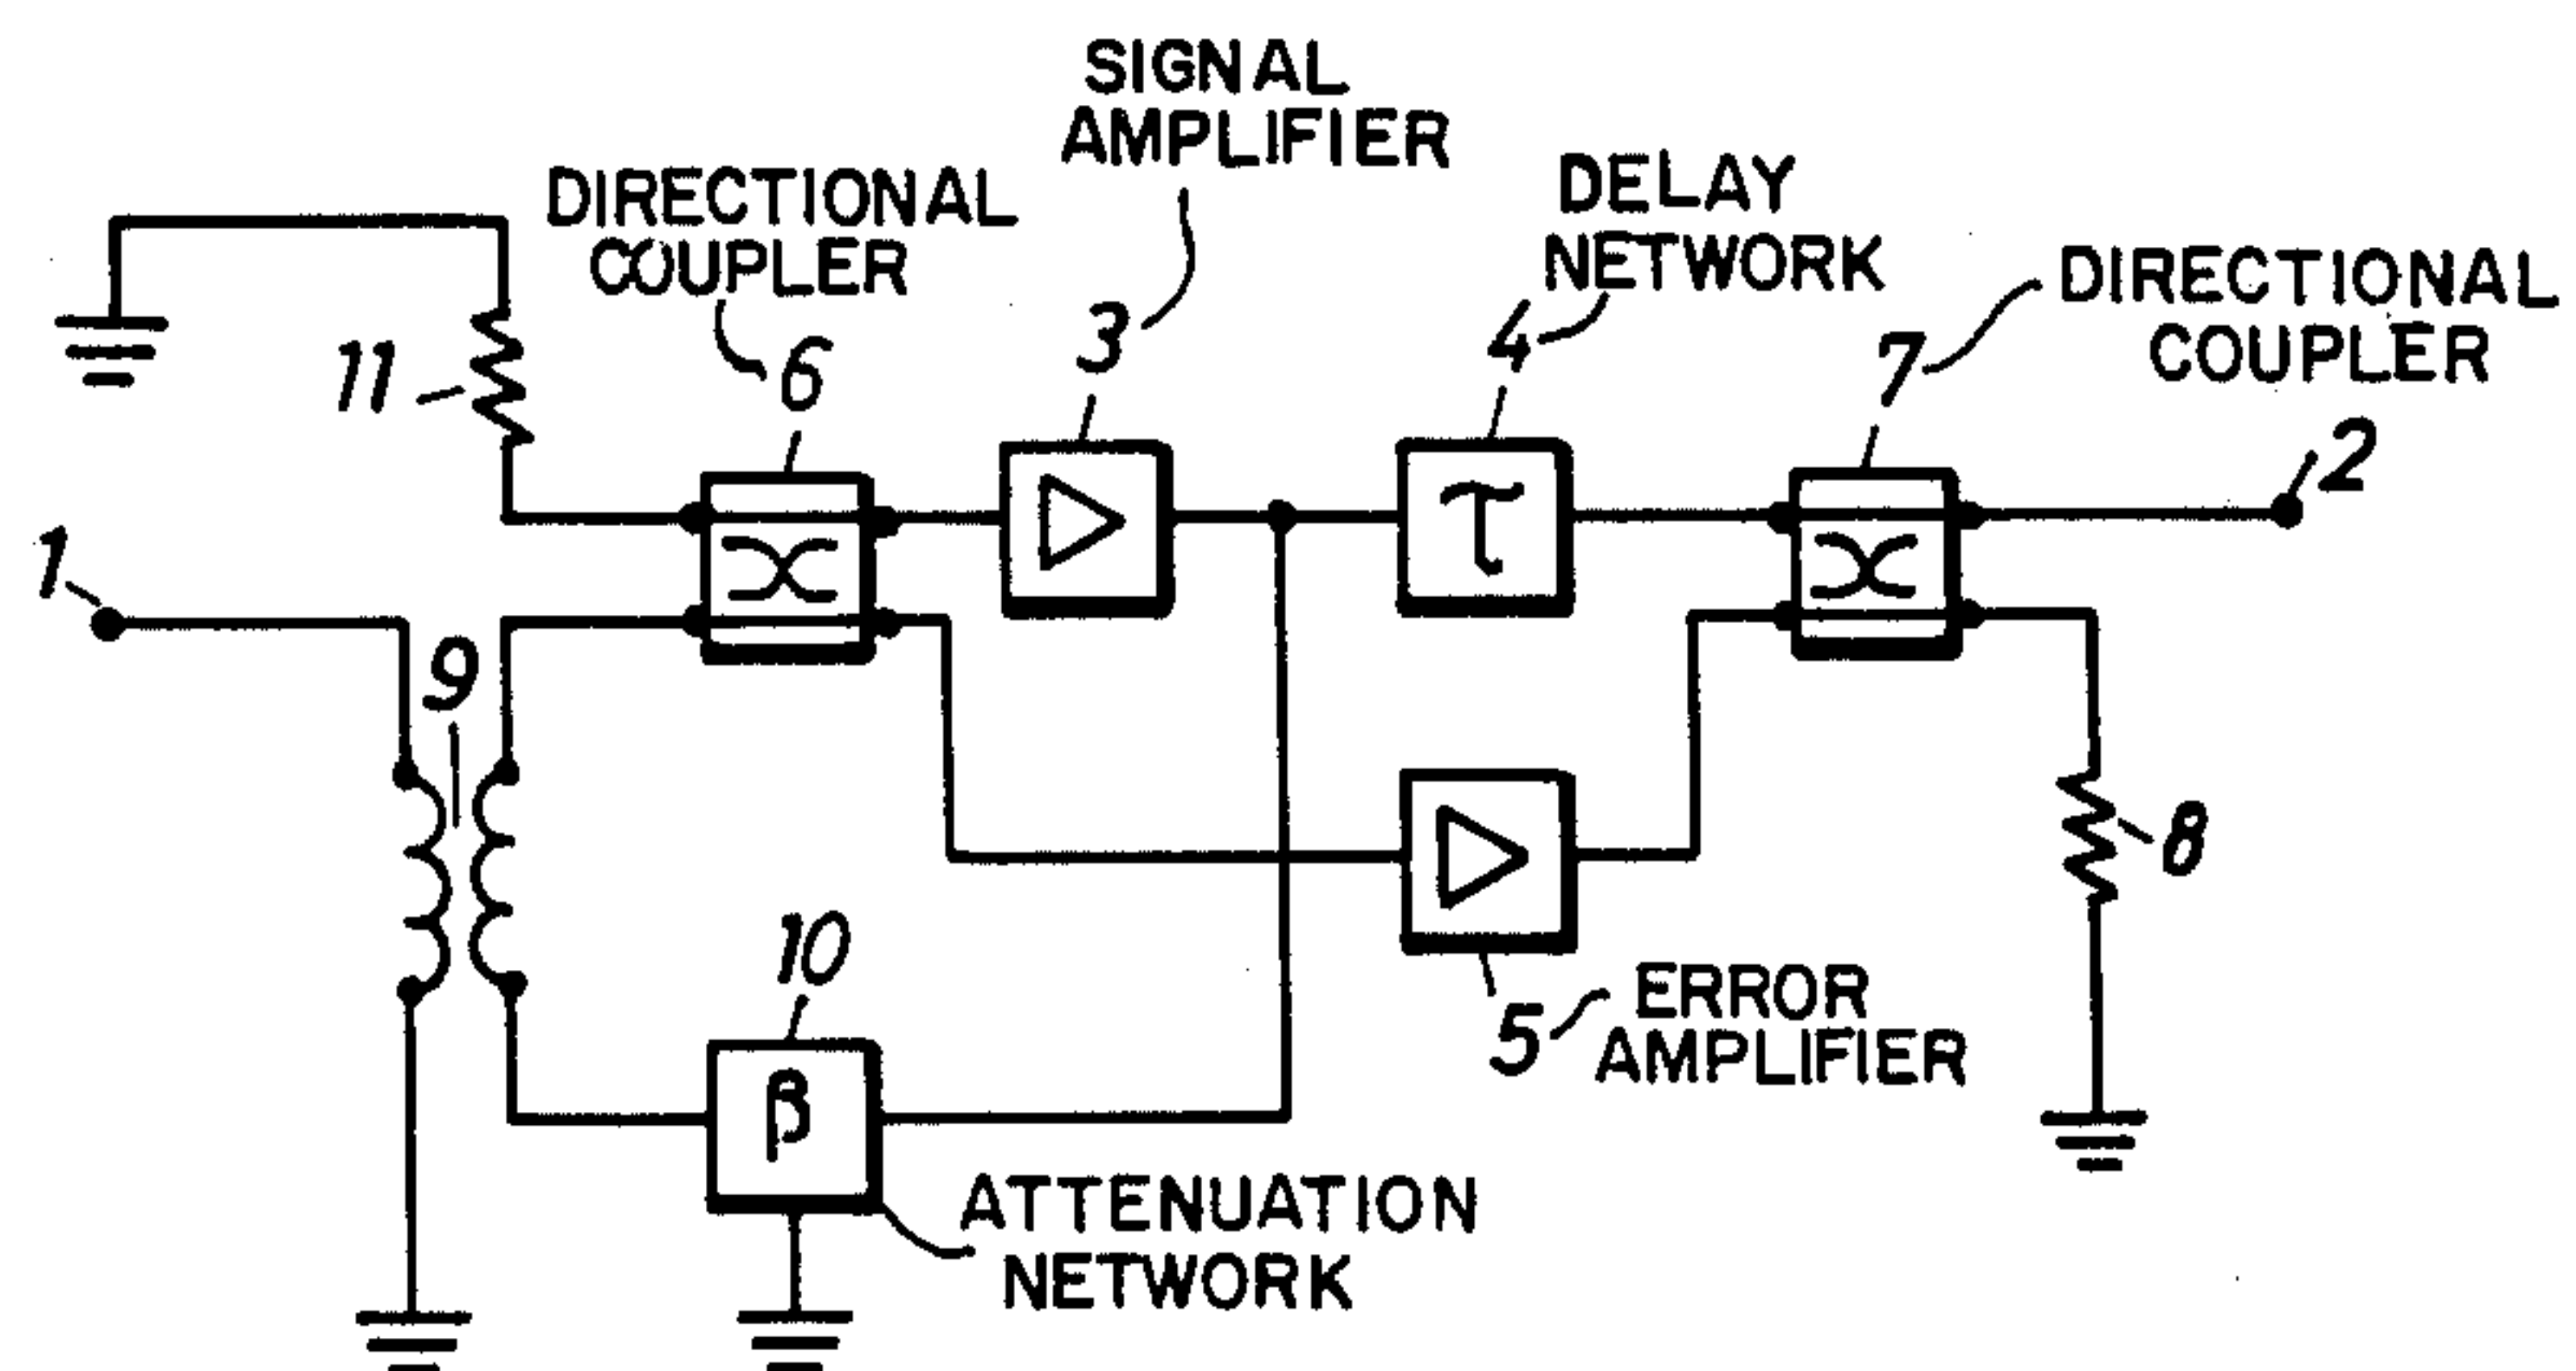 SIGNAL
AMPLIFIER
DIRECTIONAL
COUPLER
DELAY
NETWORK
DIRECTIONAL
COUPLER
11
6
3
4
7
2
1
9
8
10
β
τ
5
ERROR
AMPLIFIER
ATTENUATION
NETWORK